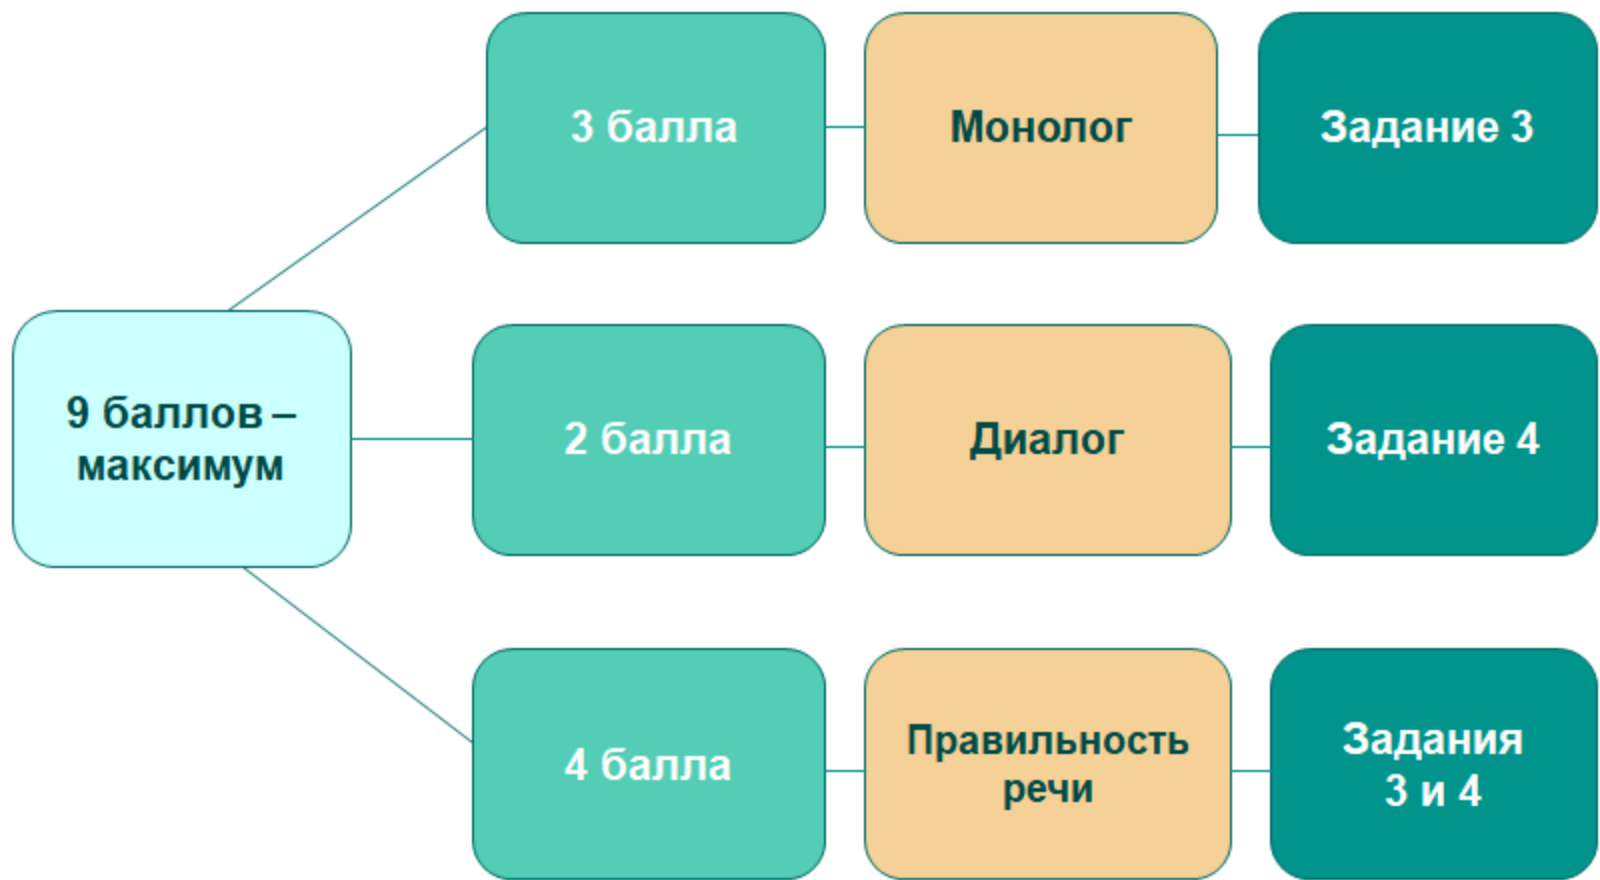 3 балла
Монолог
Задание 3
9 баллов –
максимум
2 балла
Диалог
Задание 4
4 балла
Правильность
речи
Задания
3 и 4